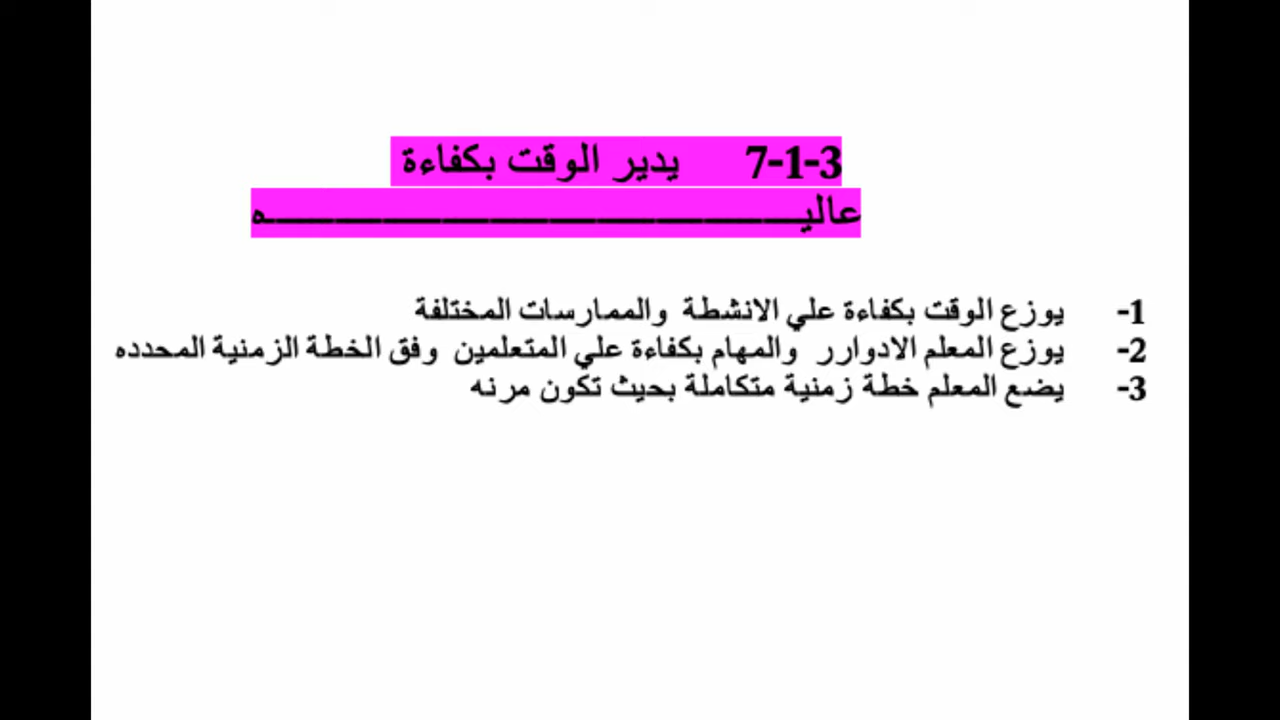 7-1-3 يدير الوقت بكفاءة
عاليـــــــــــــــــــــــــــــــــه
1- يوزع الوقت بكفاءة علي الانشطة والممارسات المختلفة
2- يوزع المعلم الادوارر والمهام بكفاءة علي المتعلمين وفق الخطة الزمنية المحدده
3- يضع المعلم خطة زمنية متكاملة بحيث تكون مرنه